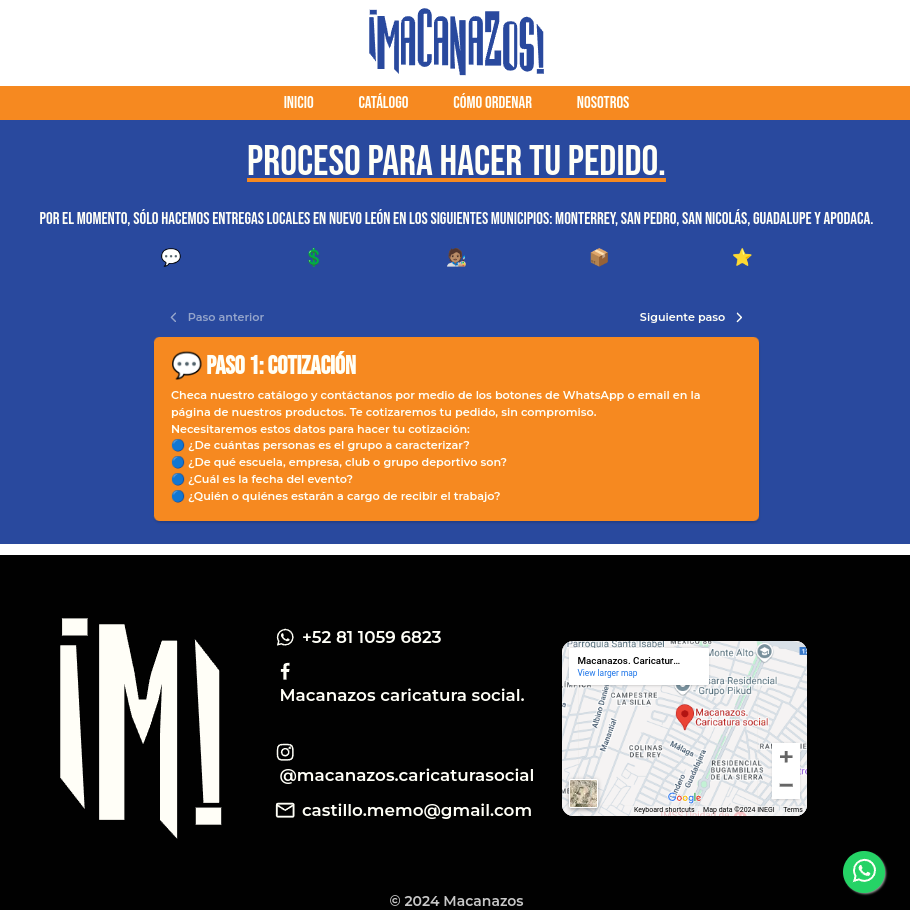 ¡MACANAZOS!
INICIO CATÁLOGO CÓMO ORDENAR NOSOTROS
PROCESO PARA HACER TU PEDIDO.
POR EL MOMENTO, SÓLO HACEMOS ENTREGAS LOCALES EN NUEVO LEÓN EN LOS SIGUIENTES MUNICIPIOS: MONTERREY, SAN PEDRO, SAN NICOLÁS, GUADALUPE Y APODACA.
Paso anterior Siguiente paso
PASO 1: COTIZACIÓN
Checa nuestro catálogo y contáctanos por medio de los botones de WhatsApp o email en la
página de nuestros productos. Te cotizaremos tu pedido, sin compromiso.
Necesitaremos estos datos para hacer tu cotización:
¿De cuántas personas es el grupo a caracterizar?
¿De qué escuela, empresa, club o grupo deportivo son?
¿Cuál es la fecha del evento?
¿Quién o quiénes estarán a cargo de recibir el trabajo?
¡M!
+52 81 1059 6823
Macanazos caricatura social.
@macanazos.caricaturasocial
castillo.memo@gmail.com
Parroquia Santa Isabel
Monte Alto
Macanazos. Caricatur...
View larger map
Residencial
Grupo Pikud
CAMPESTRE
LA SILLA
Macanazos.
Caricatura social
Manantial
COLINAS
DEL REY
Málaga
Guadalajara
RESIDENCIAL
BUGAMBILIAS
DE LA SIERRA
Google
Keyboard shortcuts Map data ©2024 INEGI Terms
© 2024 Macanazos